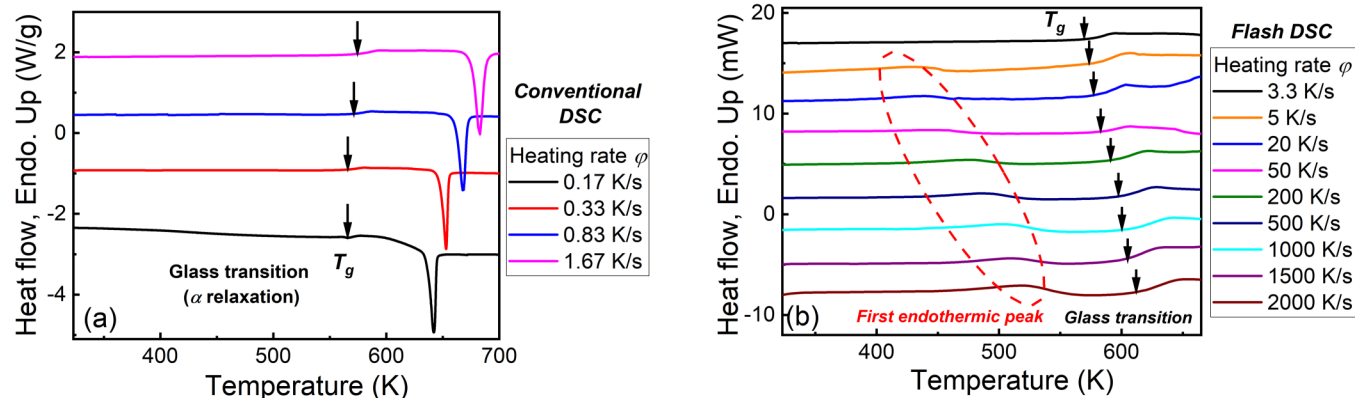 Heat flow, Endo. Up (W/g)
2
0
-2
-4
Glass transition
(α relaxation)
Tg
(a)
400
500
600
700
Temperature (K)
Conventional
DSC
Heating rate φ
0.17 K/s
0.33 K/s
0.83 K/s
1.67 K/s
Heat flow, Endo. Up (mW)
20
10
0
-10
Tg
(b)
First endothermic peak
Glass transition
400
500
600
Temperature (K)
Flash DSC
Heating rate φ
3.3 K/s
5 K/s
20 K/s
50 K/s
200 K/s
500 K/s
1000 K/s
1500 K/s
2000 K/s